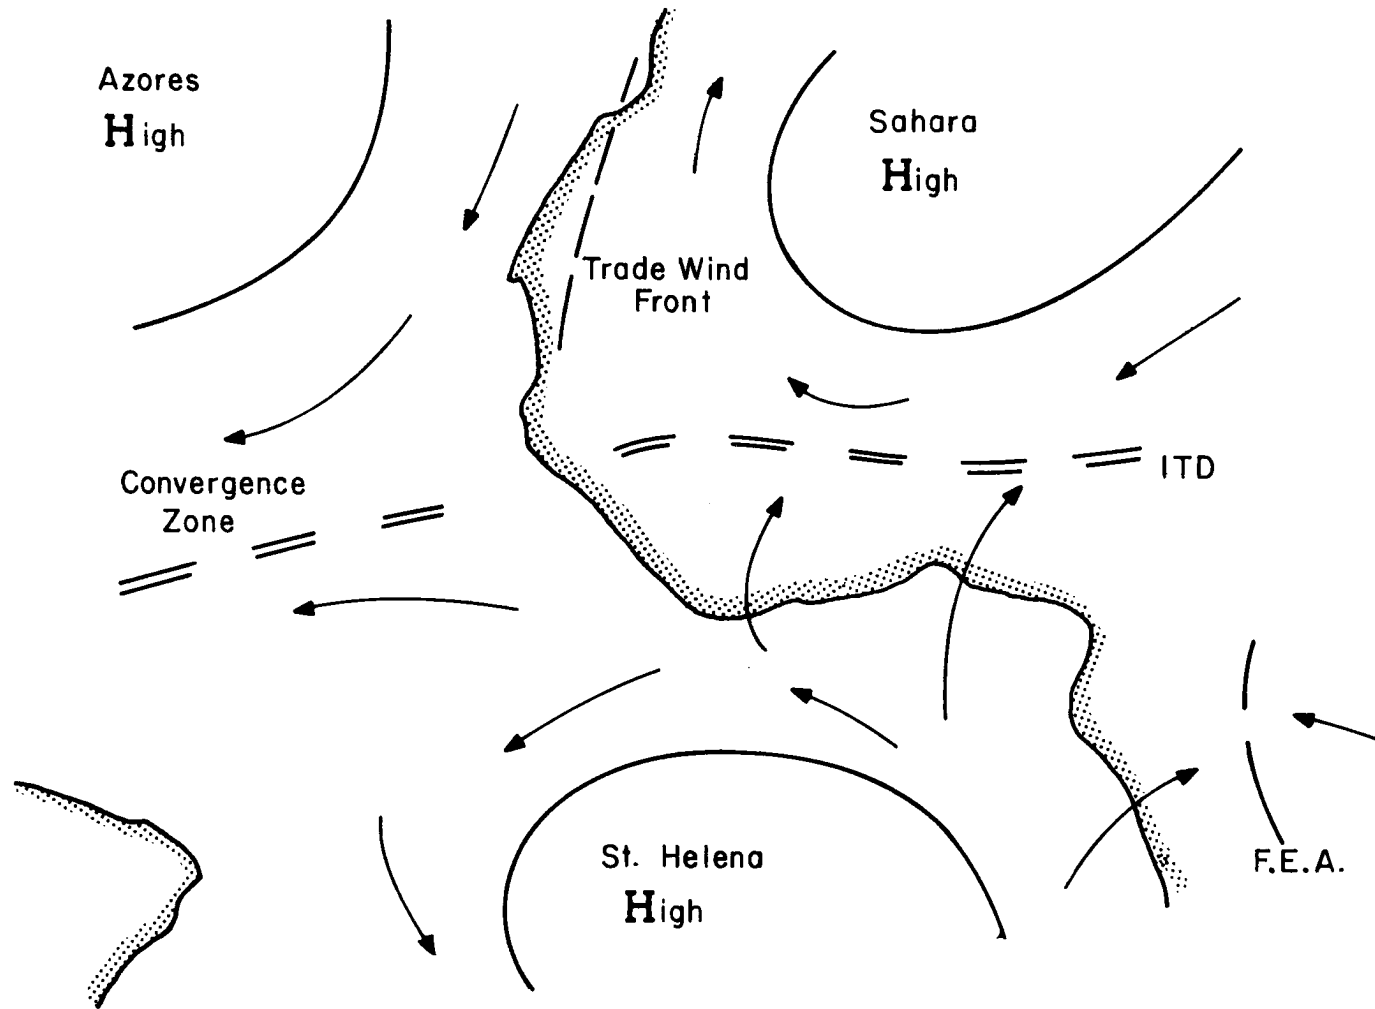 Azores
High
Sahara
High
Trade Wind
Front
ITD
Convergence
Zone
St. Helena
High
F.E.A.